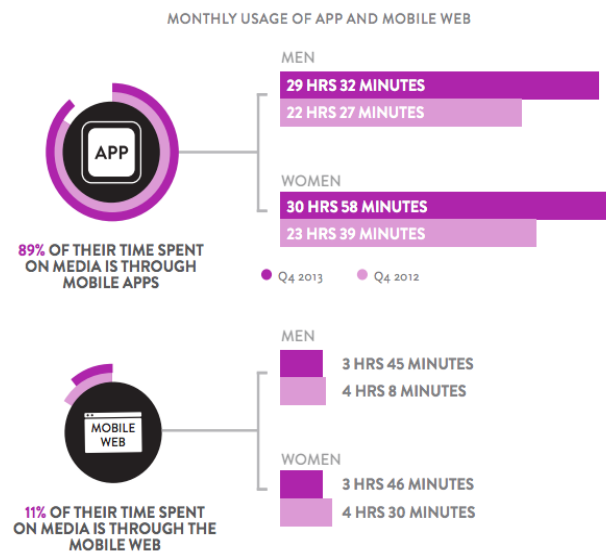 MONTHLY USAGE OF APP AND MOBILE WEB
MEN
29 HRS 32 MINUTES
22 HRS 27 MINUTES
APP
WOMEN
30 HRS 58 MINUTES
23 HRS 39 MINUTES
89% OF THEIR TIME SPENT
ON MEDIA IS THROUGH
MOBILE APPS
Q4 2013 Q4 2012
MEN
3 HRS 45 MINUTES
4 HRS 8 MINUTES
MOBILE
WEB
WOMEN
3 HRS 46 MINUTES
4 HRS 30 MINUTES
11% OF THEIR TIME SPENT
ON MEDIA IS THROUGH THE
MOBILE WEB